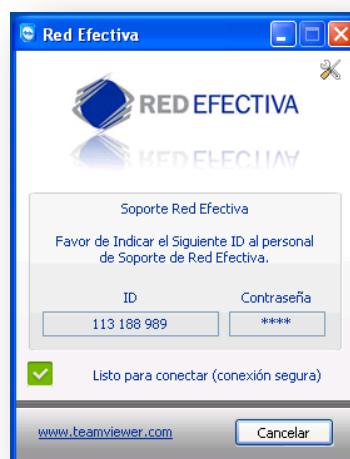 Red Efectiva
RED EFECTIVA
Soporte Red Efectiva
Favor de Indicar el Siguiente ID al personal
de Soporte de Red Efectiva.
ID Contraseña
113 188 989 ****
Listo para conectar (conexión segura)
www.teamviewer.com Cancelar